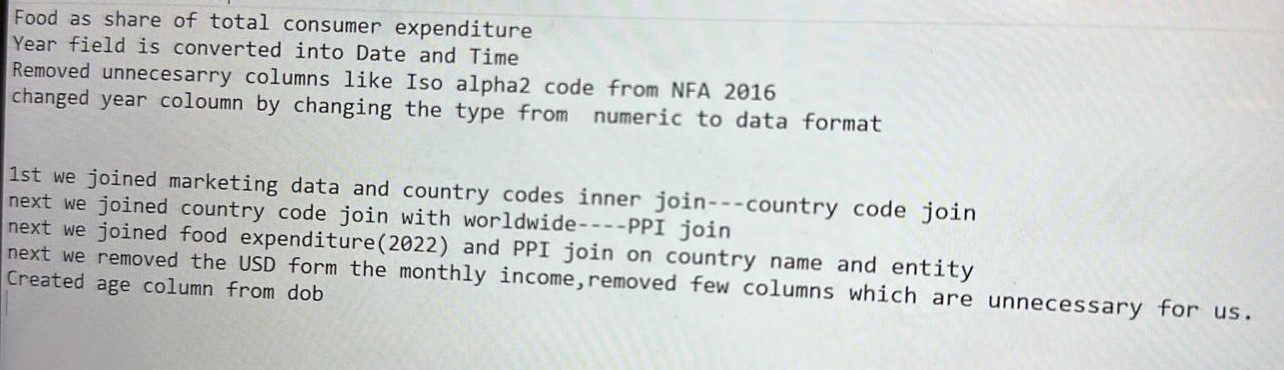 Food as share of total consumer expenditure
Year field is converted into Date and Time
Removed unnecesarry columns like Iso alpha2 code from NFA 2016
changed year coloumn by changing the type from  numeric to data format
1st we joined marketing data and country codes inner join---country code join
next we joined country code join with worldwide----PPI join
next we joined food expenditure(2022) and PPI join on country name and entity
next we removed the USD form the monthly income,removed few columns which are unnecessary for us.
Created age column from dob